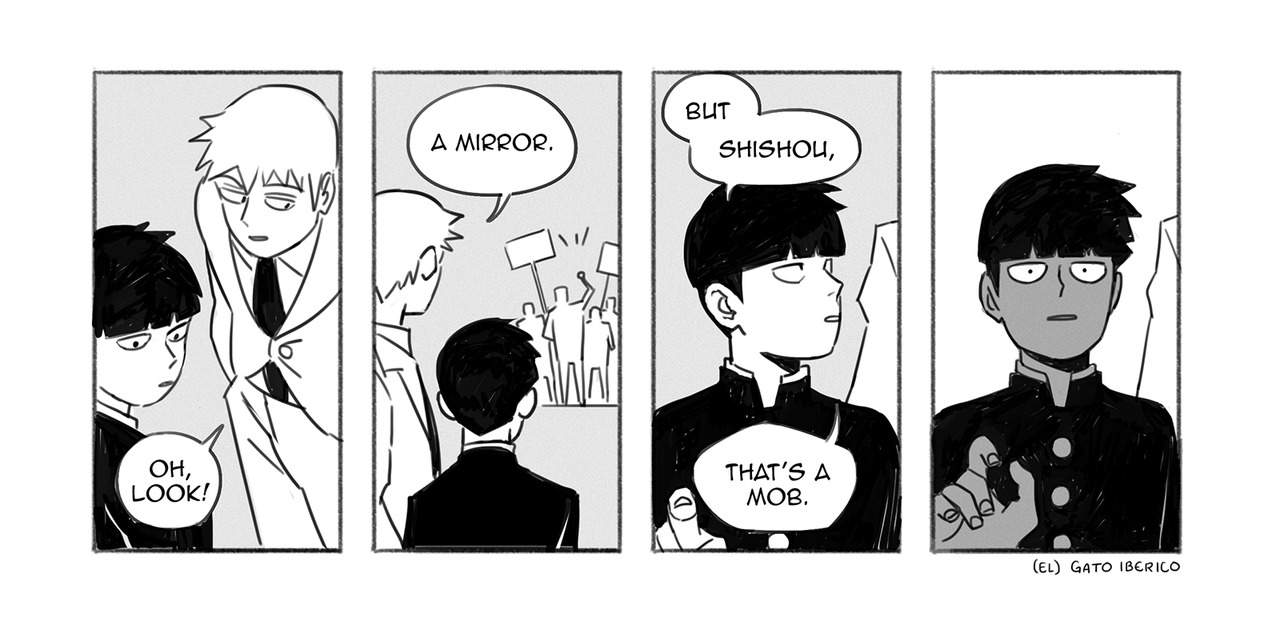 OH,
LOOK!
A MIRROR.
BUT
SHISHOU,
THAT'S A
MOB.
(EL) GATO IBERICO